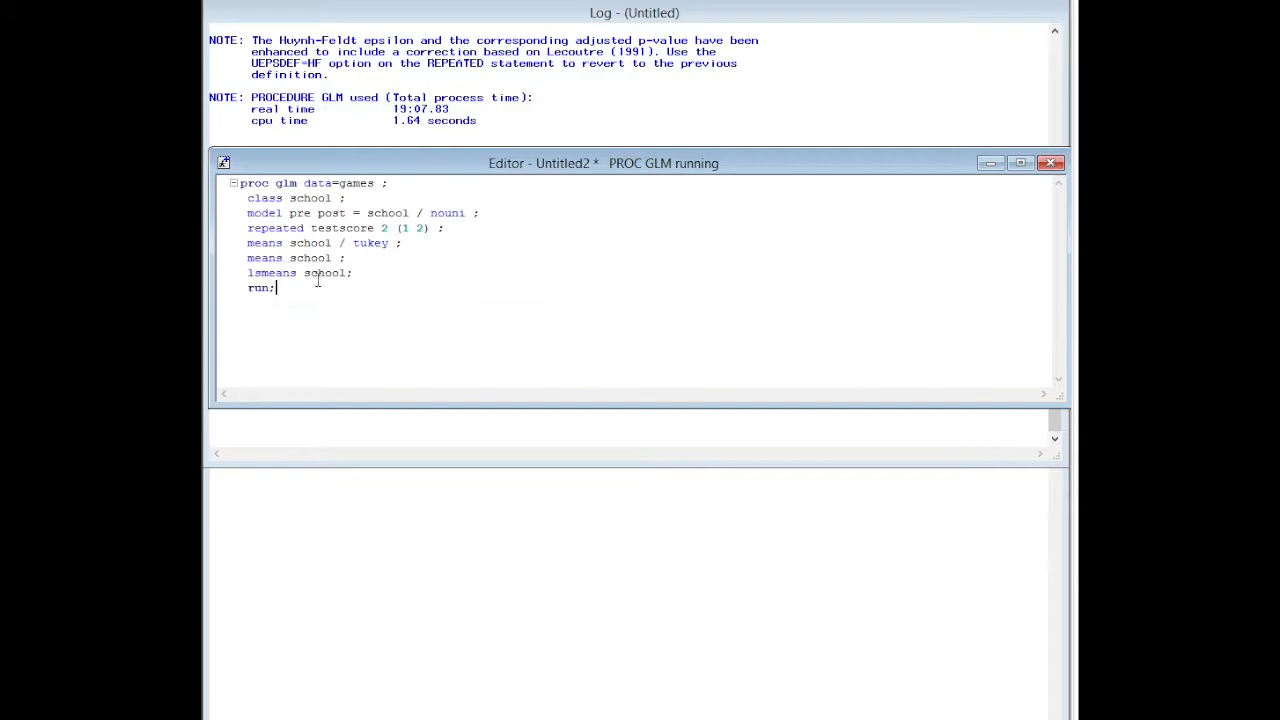 Log - (Untitled)
NOTE: The Huynh-Feldt epsilon and the corresponding adjusted p-value have been
enhanced to include a correction based on Lecoutre (1991). Use the
UEPSDEF=HF option on the REPEATED statement to revert to the previous
definition.
NOTE: PROCEDURE GLM used (Total process time):
real time 19:07.83
cpu time 1.64 seconds
Editor - Untitled2 * PROC GLM running
proc glm data=games ;
class school ;
model pre post = school / nouni ;
repeated testscore 2 (1 2) ;
means school / tukey ;
means school ;
lsmeans school;
run;